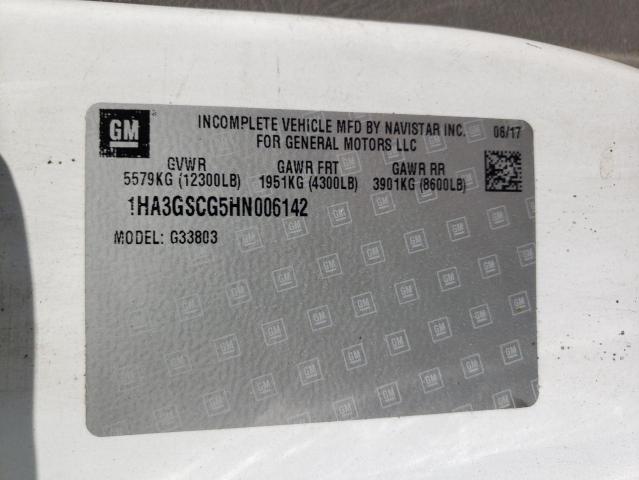 GM
INCOMPLETE VEHICLE MFD BY NAVISTAR INC. 06/17
FOR GENERAL MOTORS LLC
GVWR GAWR FRT GAWR RR
5579KG (12300LB) 1951KG (4300LB) 3901KG (8600LB)
1HA3GSCG5HN006142
MODEL: G33803